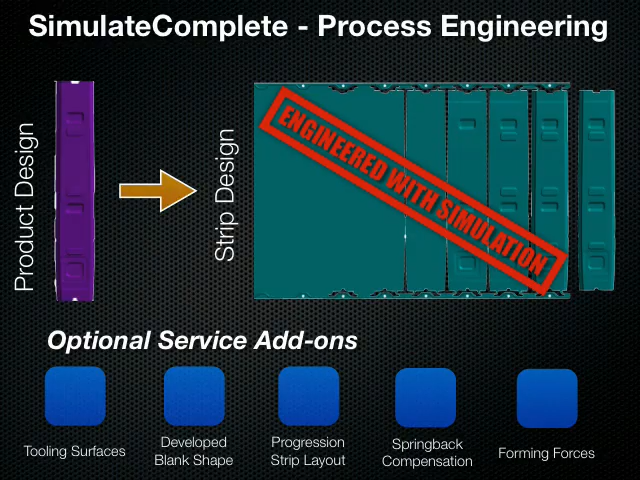 SimulateComplete - Process Engineering
Product Design
Strip Design
ENGINEERED WITH SIMULATION
Optional Service Add-ons
Tooling Surfaces
Developed
Blank Shape
Progression
Strip Layout
Springback
Compensation
Forming Forces